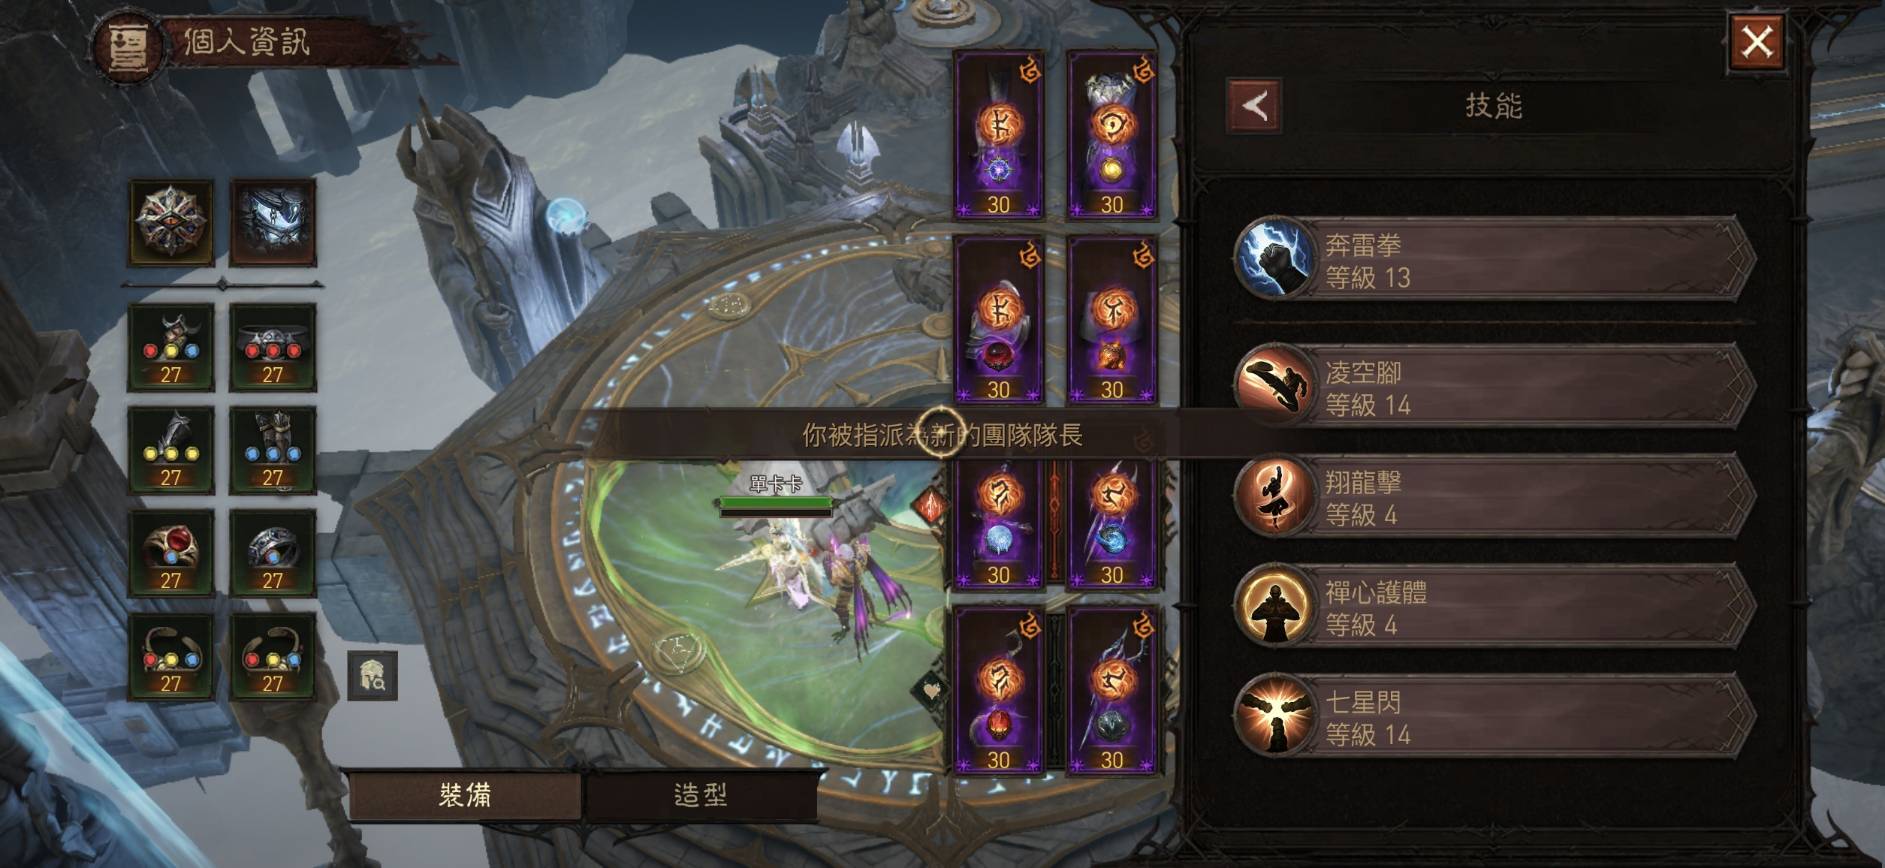 個人資訊
27
27
27
27
27
27
27
27
裝備
造型
30
30
30
30
30
30
30
30
你被指派為新的團隊隊長
單卡卡
技能
奔雷拳
等級 13
凌空腳
等級 14
翔龍擊
等級 4
禪心護體
等級 4
七星閃
等級 14